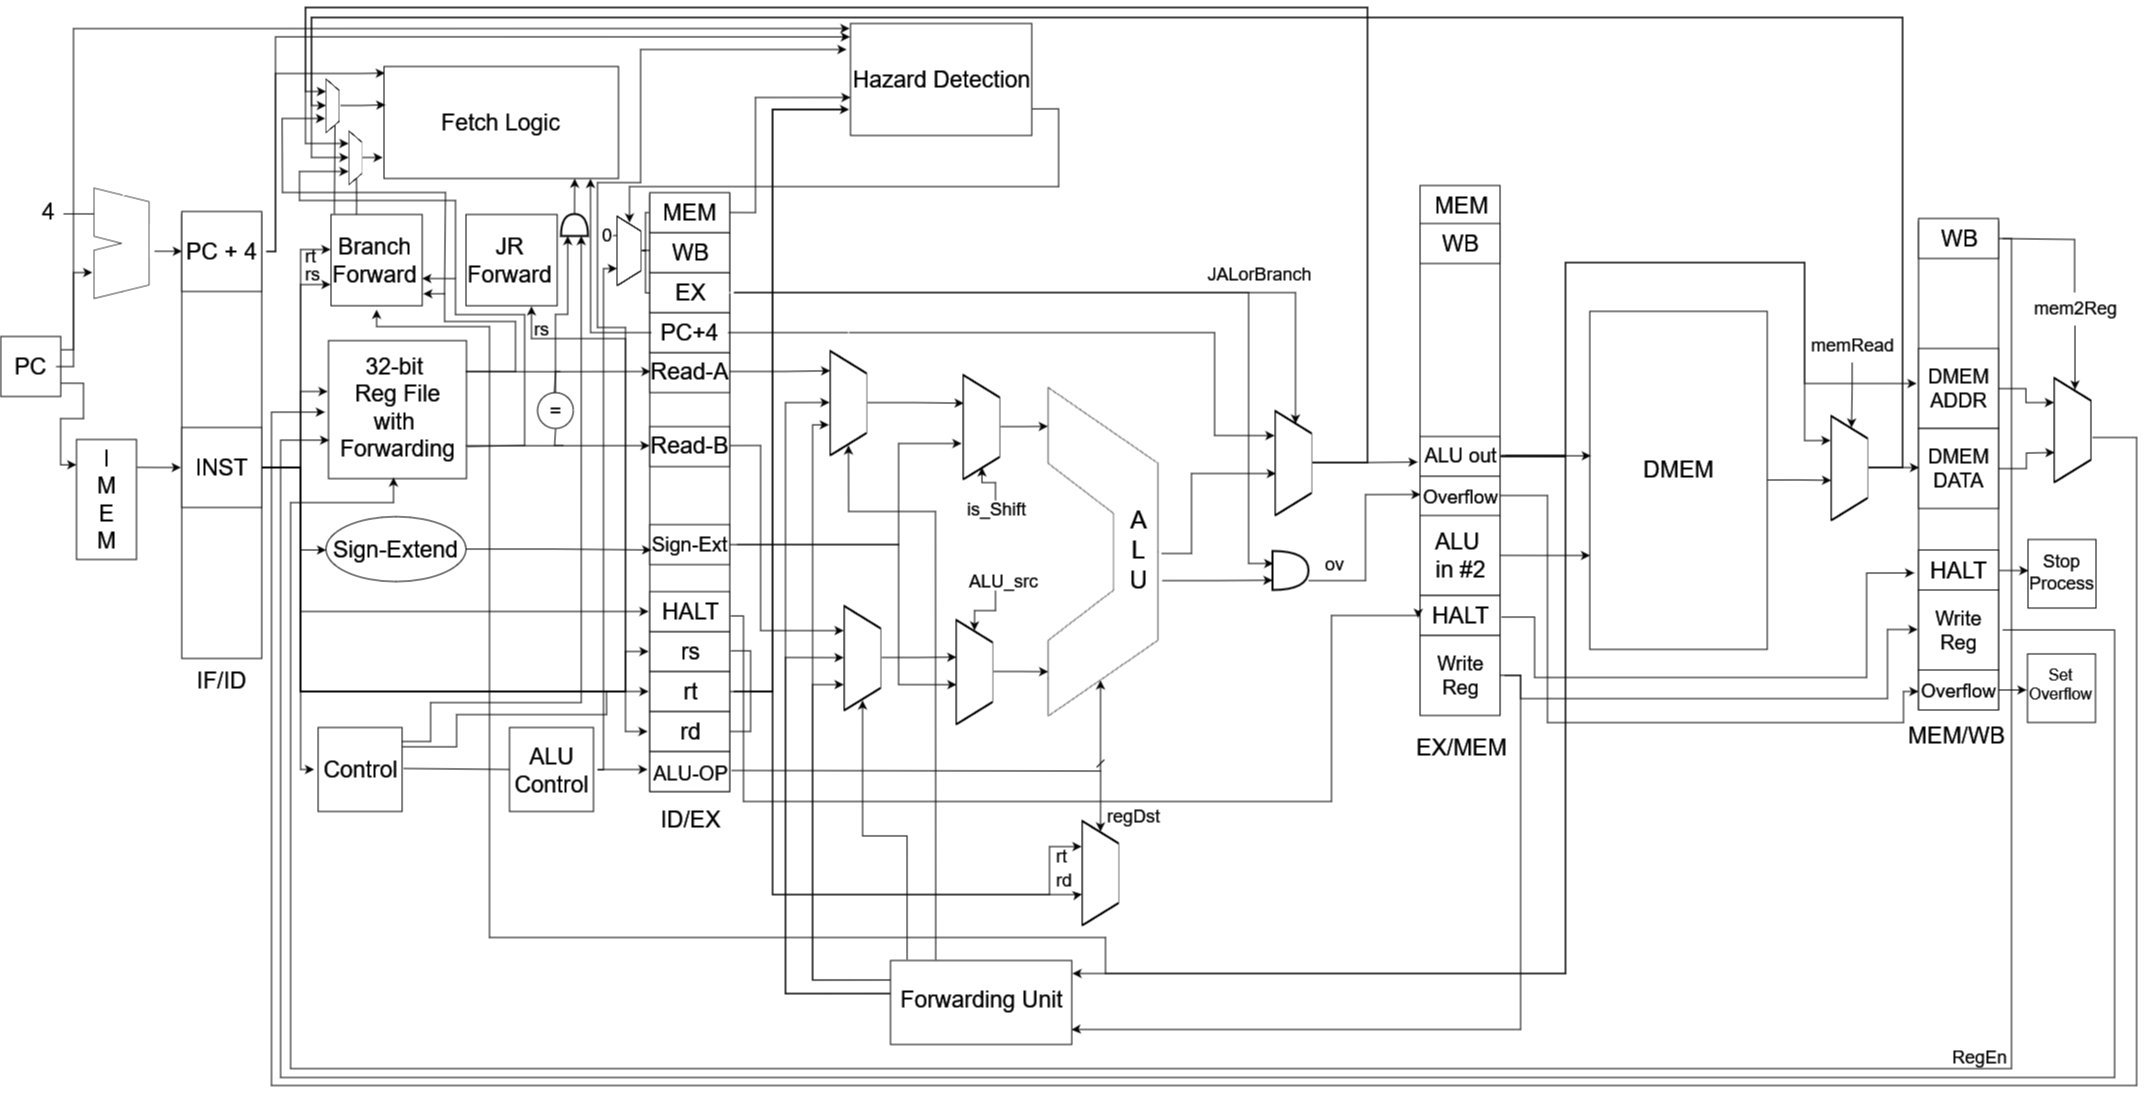 Hazard Detection
Fetch Logic
4
PC + 4
INST
IF/ID
PC
I
M
E
M
rt
rs
Branch
Forward
JR
Forward
rs
0
32-bit
Reg File
with
Forwarding
=
Sign-Extend
Control
ALU
Control
MEM
WB
EX
PC+4
Read-A
Read-B
Sign-Ext
HALT
rs
rt
rd
ALU-OP
ID/EX
is_Shift
ALU_src
A
L
U
JALorBranch
ov
regDst
rt
rd
Forwarding Unit
MEM
WB
ALU out
Overflow
ALU
in #2
HALT
Write
Reg
EX/MEM
DMEM
memRead
WB
DMEM
ADDR
DMEM
DATA
HALT
Write
Reg
Overflow
MEM/WB
mem2Reg
Stop
Process
Set
Overflow
RegEn